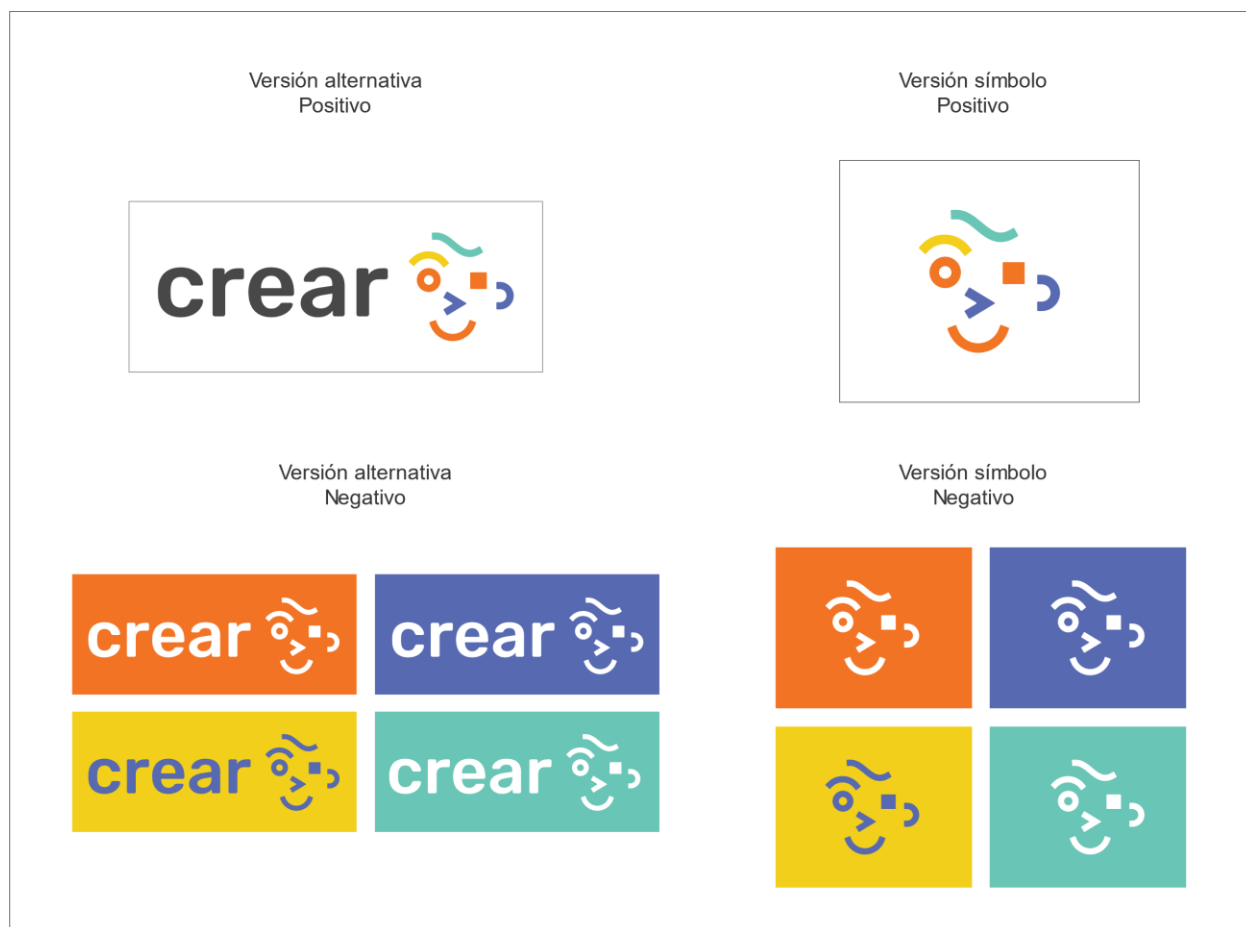 Versión alternativa
Positivo
Versión símbolo
Positivo
crear
Versión alternativa
Negativo
Versión símbolo
Negativo
crear
crear
crear
crear